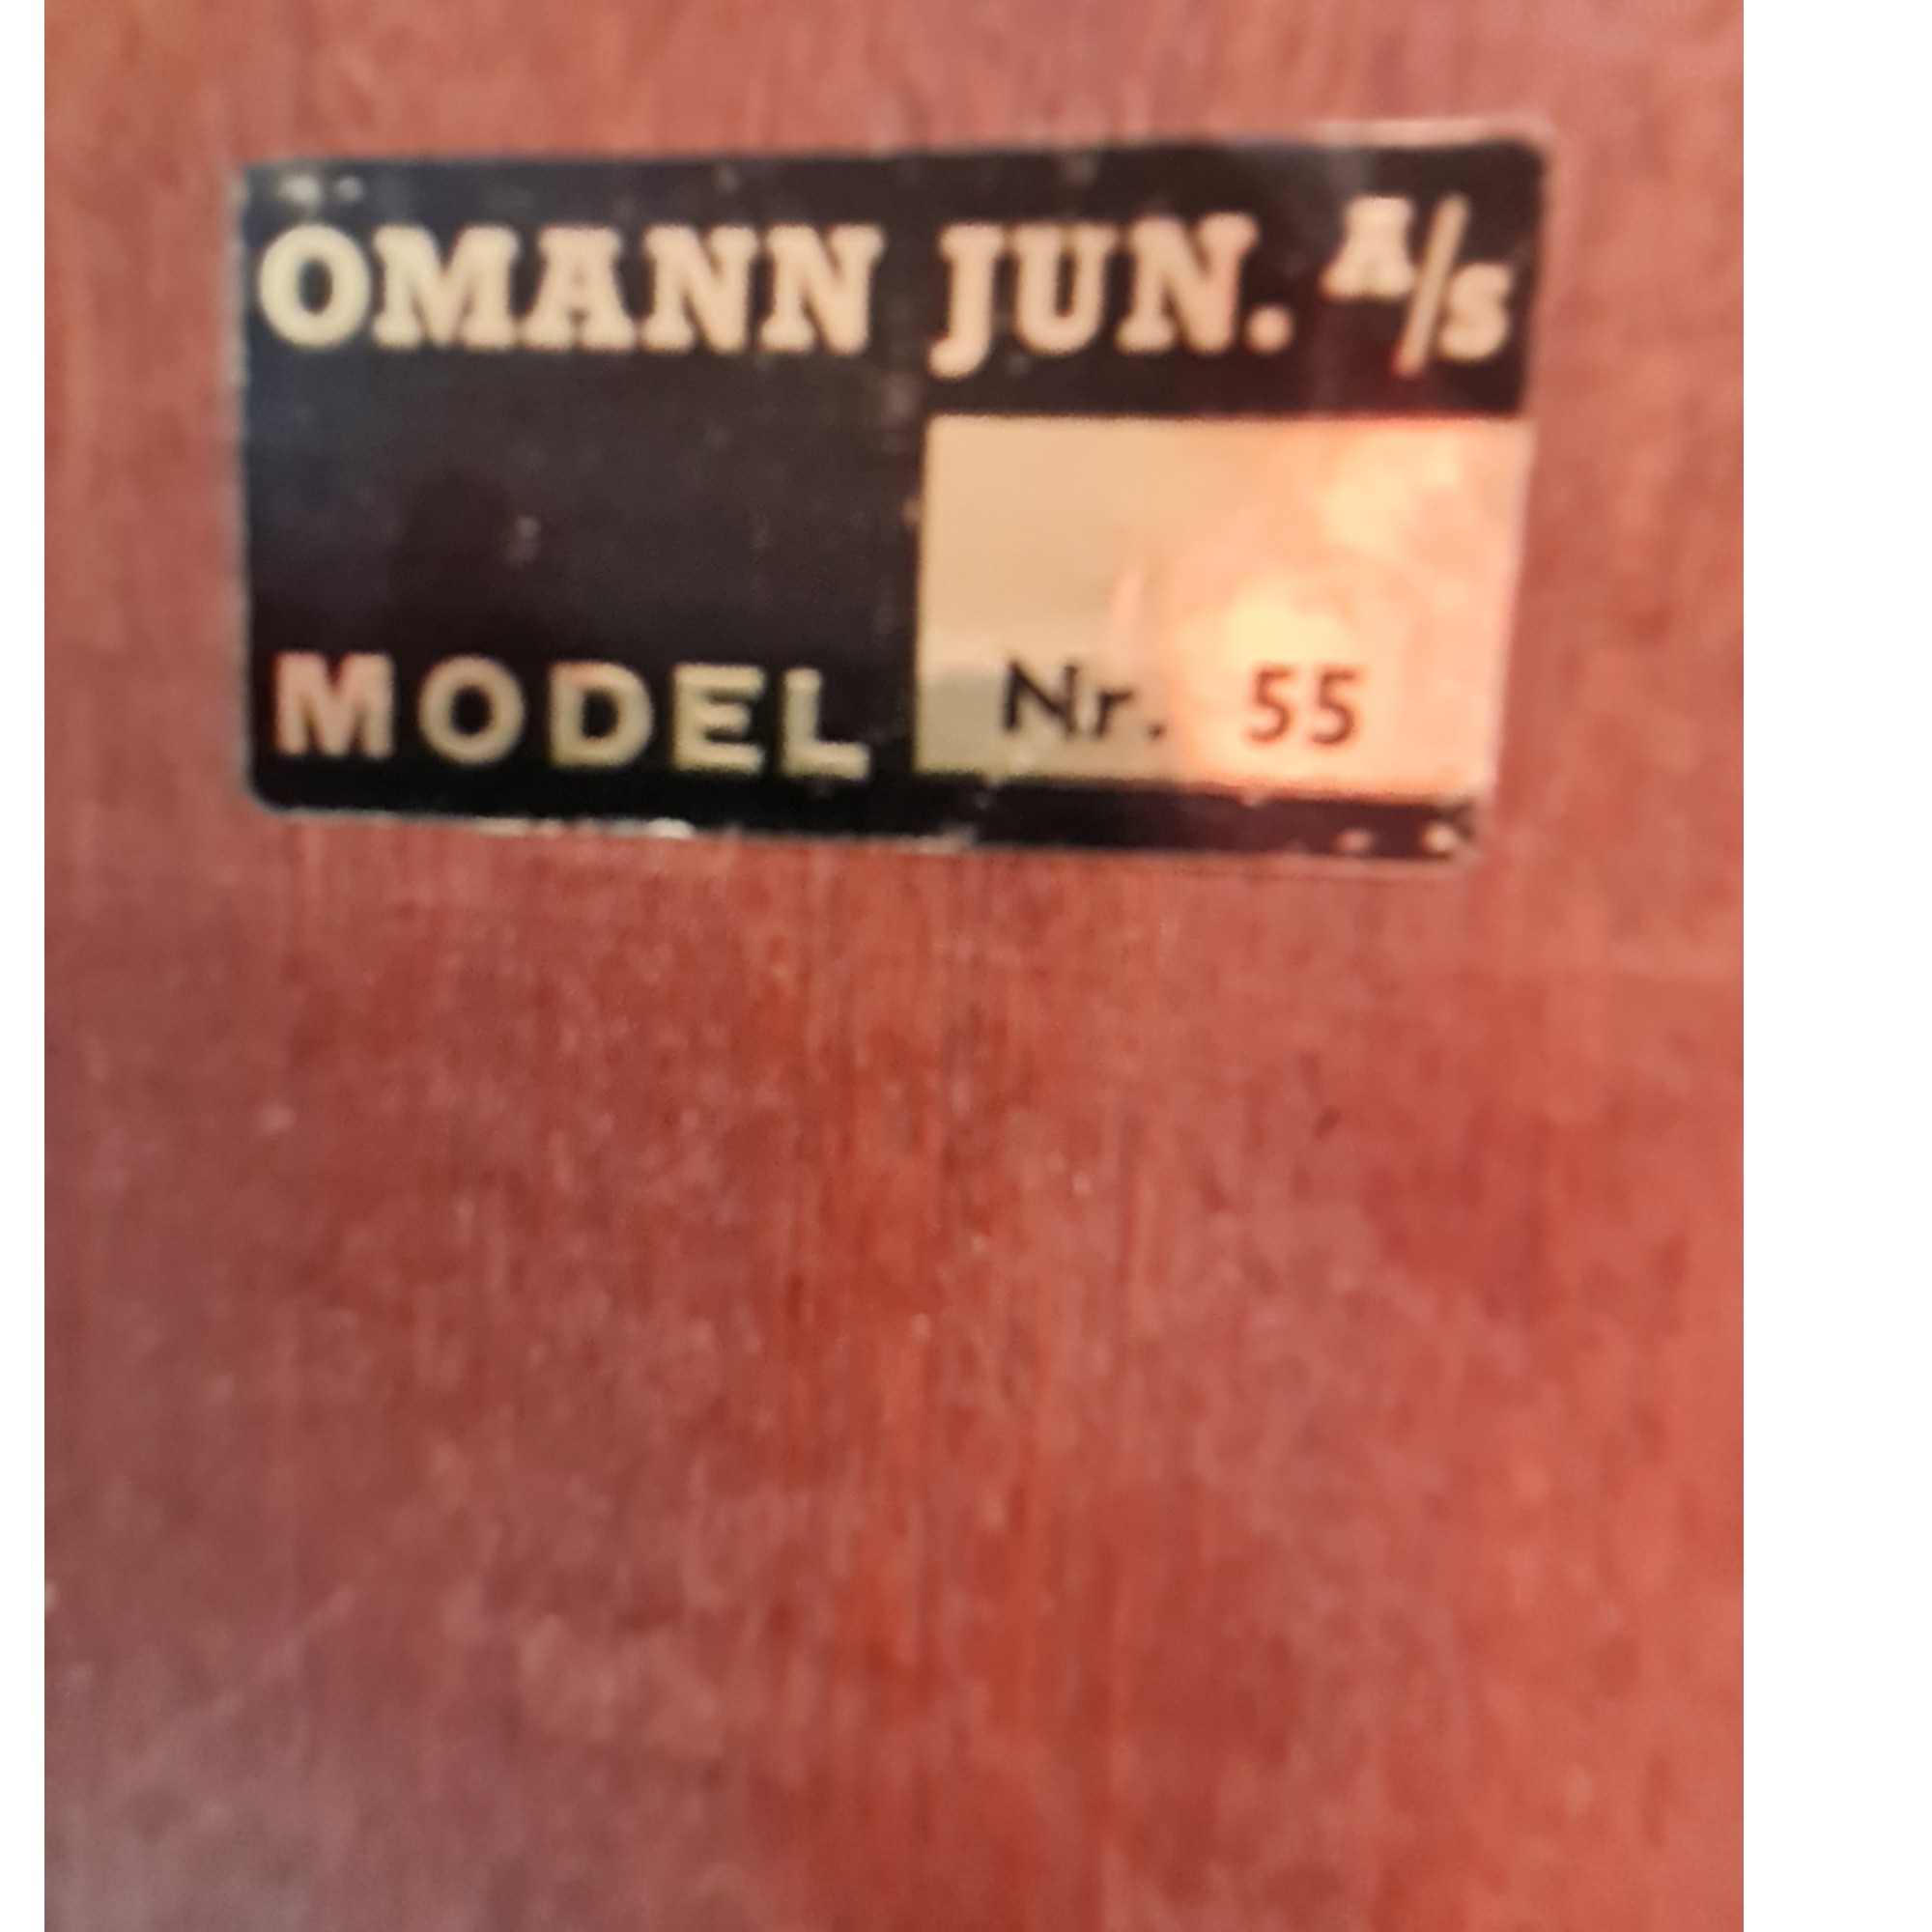 OMANN JUN. A/S
MODEL Nr. 55